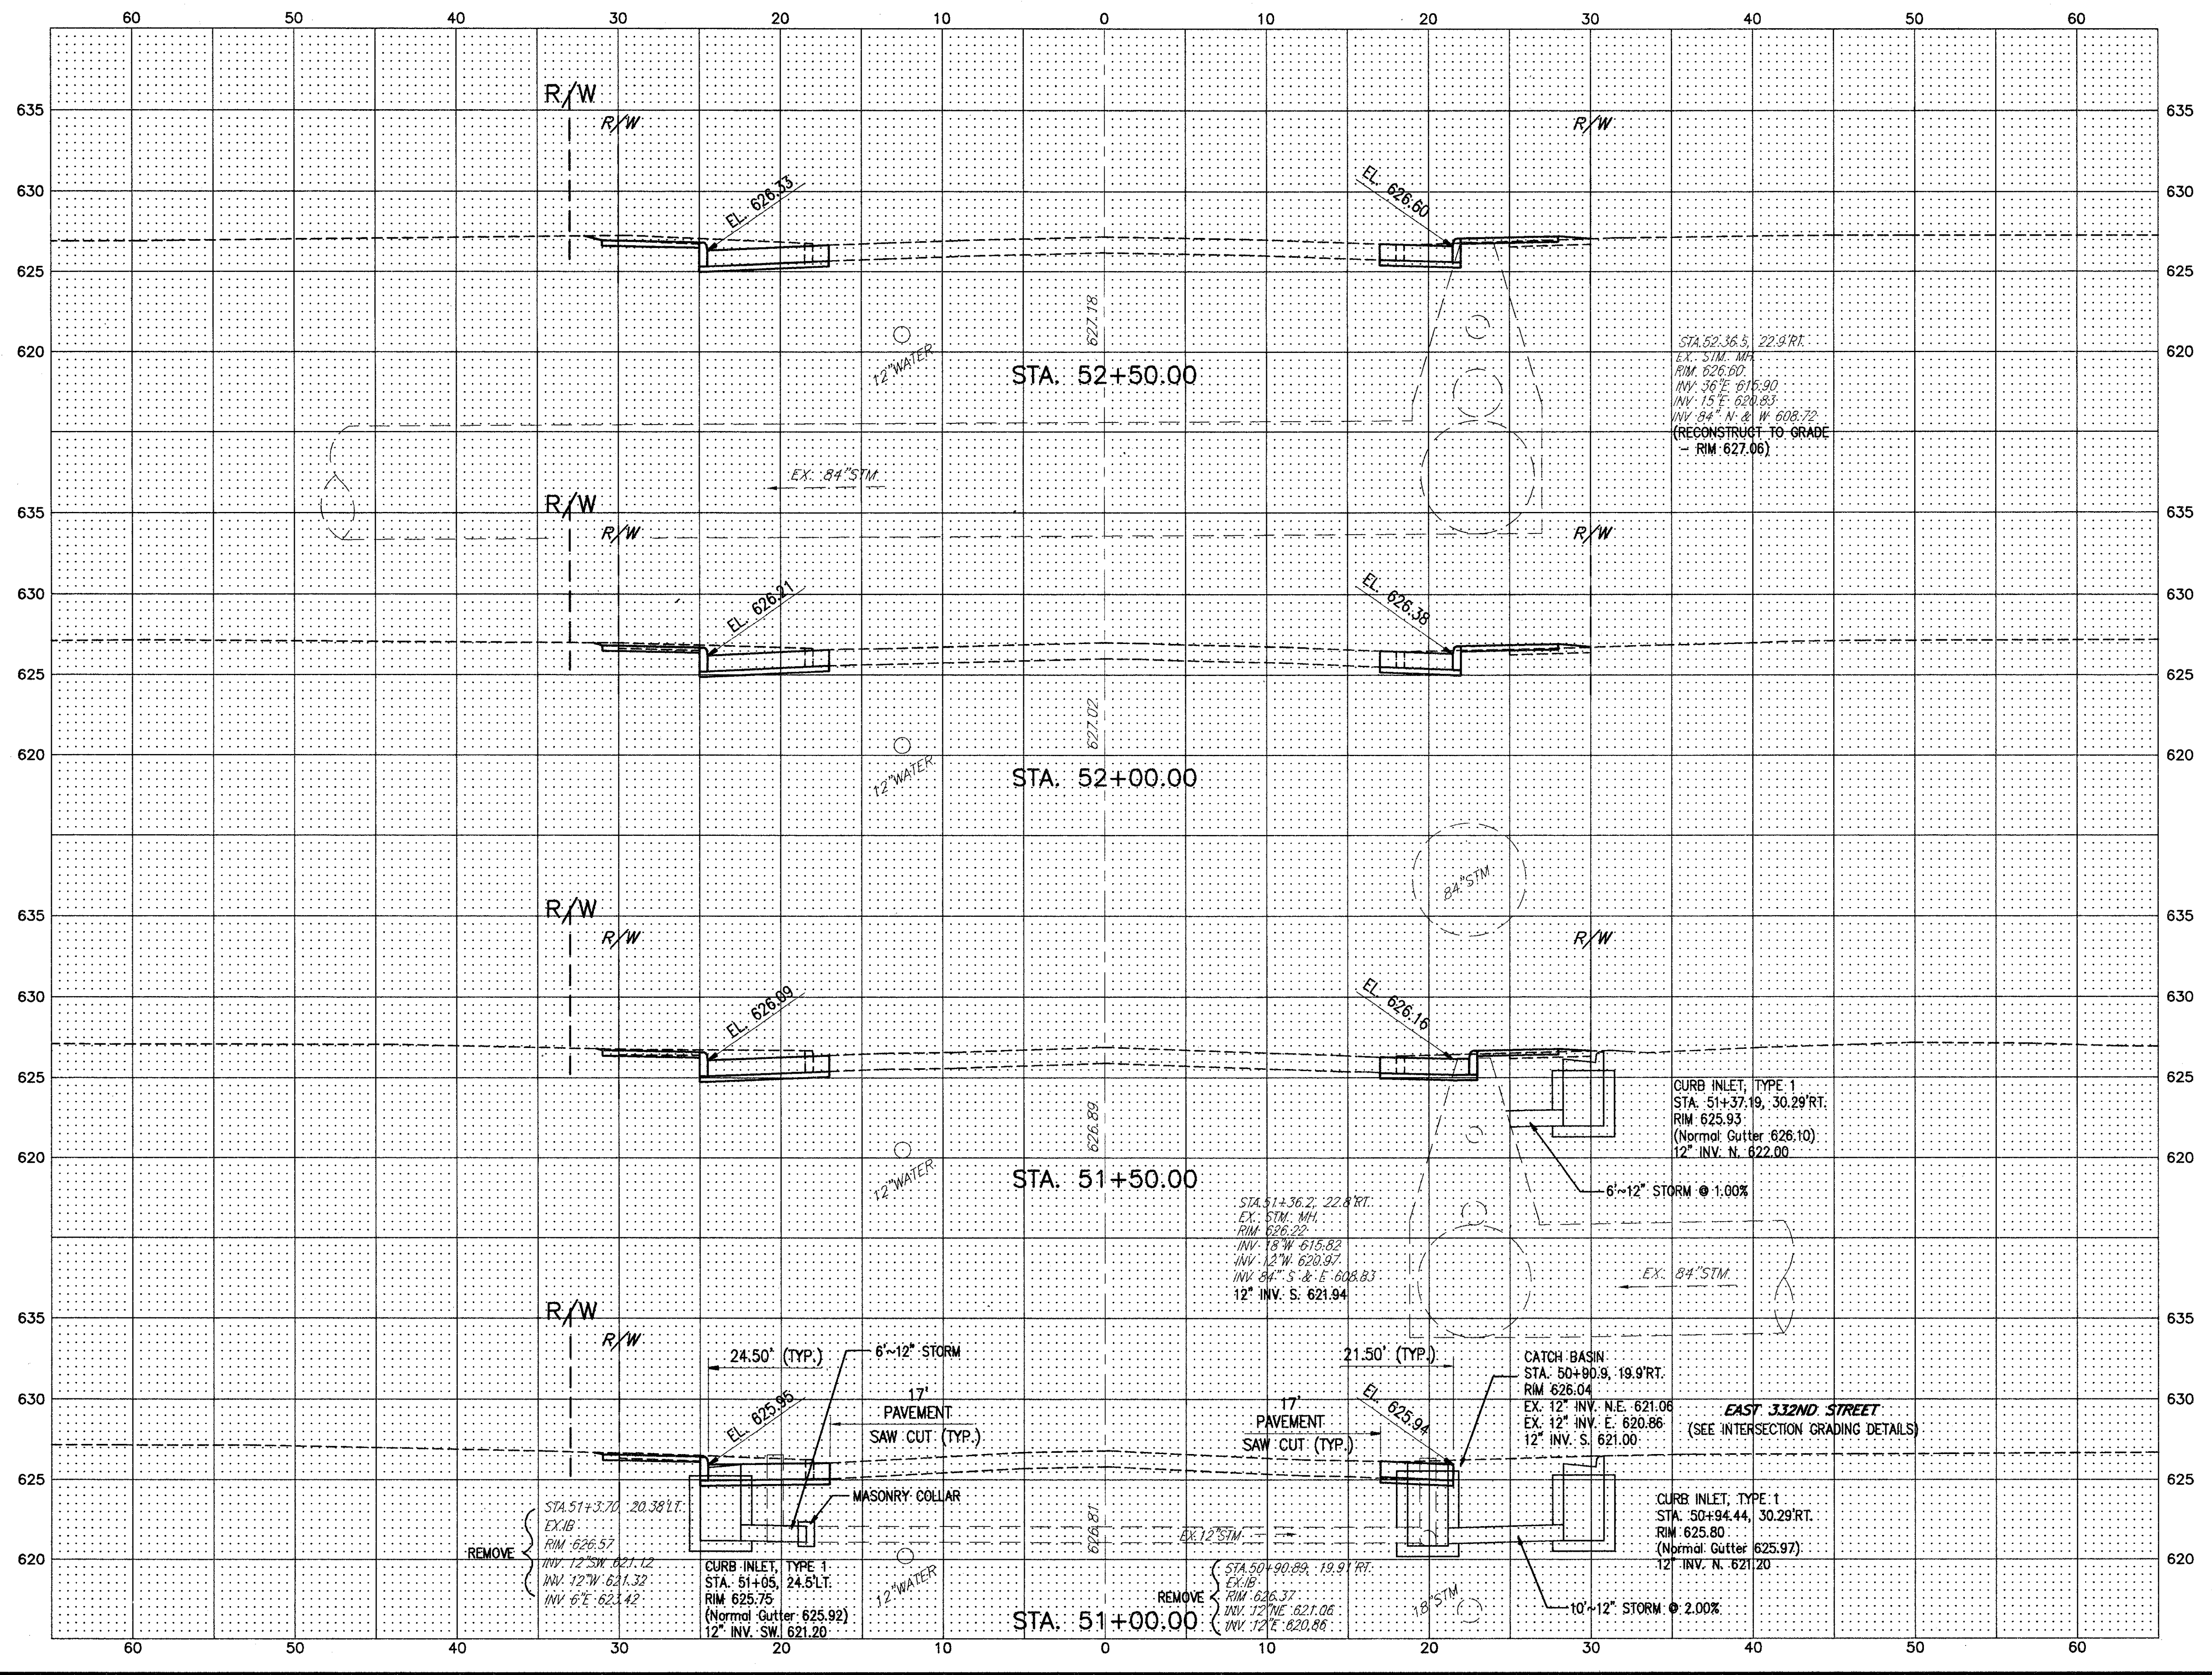 60 50 40 30 20 10 0 10 20 30 40 50 60
R/W
635 635
R/W R/W
630 630
EL. 626.33
EL. 626.60
625 625
627.18
12"WATER
620 620
STA. 52+50.00
STA.52.36.5, 22.9'RT.
EX. STM. MH.
RIM 626.60
INV 36"E 615.90
INV 15"E 620.83
INV 84" N & W 608.72
(RECONSTRUCT TO GRADE
- RIM 627.06)
EX. 84"STM
R/W
635 635
R/W R/W
630 630
EL. 626.21
EL. 626.38
625 625
627.02
12"WATER
620 620
STA. 52+00.00
84"STM
R/W
635 635
R/W R/W
630 630
EL. 626.09
EL. 626.16
625 625
626.89
12"WATER
620 620
STA. 51+50.00
CURB INLET, TYPE 1
STA. 51+37.19, 30.29'RT.
RIM 625.93
(Normal Gutter 626.10)
12" INV. N. 622.00
6'~12" STORM @ 1.00%
STA.51+36.2, 22.8'RT.
EX. STM. MH.
RIM 626.22
INV 18"W 615.82
INV 12"W 620.97
INV 84" S & E 608.83
12" INV. S. 621.94
EX. 84"STM
R/W
635 635
R/W
24.50' (TYP.)
6'~12" STORM
21.50' (TYP.)
630 630
EL. 625.95
17'
PAVEMENT
SAW CUT (TYP.)
17'
PAVEMENT
SAW CUT (TYP.)
EL. 625.94
CATCH BASIN
STA. 50+90.9, 19.9'RT.
RIM 626.04
EX. 12" INV. N.E. 621.06
EX. 12" INV. E. 620.86
12" INV. S. 621.00
EAST 332ND STREET
(SEE INTERSECTION GRADING DETAILS)
625 625
MASONRY COLLAR
REMOVE
STA.51+3.70, 20.38'LT.
EX.IB
RIM 626.57
INV 12"SW 621.12
INV 12"W 621.32
INV 6"E 623.42
626.81
EX.12"STM
620 620
CURB INLET, TYPE 1
STA. 51+05, 24.5'LT.
RIM 625.75
(Normal Gutter 625.92)
12" INV. SW. 621.20
12"WATER
STA. 51+00.00
REMOVE
STA.50+90.89, 19.91'RT.
EX.IB
RIM 626.37
INV. 12"NE 621.06
INV. 12"E 620.86
18"STM
CURB INLET, TYPE 1
STA. 50+94.44, 30.29'RT.
RIM 625.80
(Normal Gutter 625.97)
12" INV. N. 621.20
10'~12" STORM @ 2.00%
60 50 40 30 20 10 0 10 20 30 40 50 60